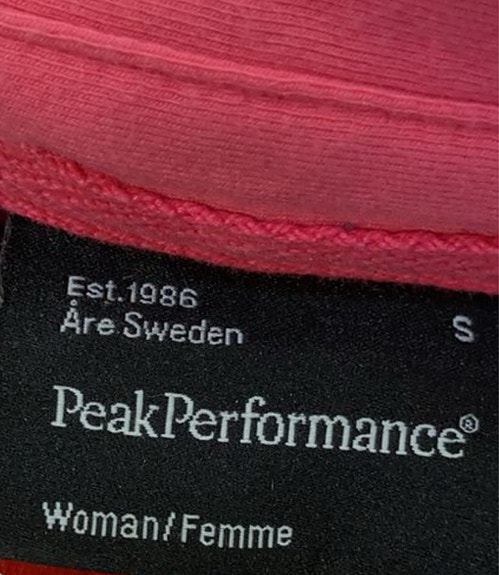 Est.1986
Åre Sweden
S
PeakPerformance®
Woman/Femme